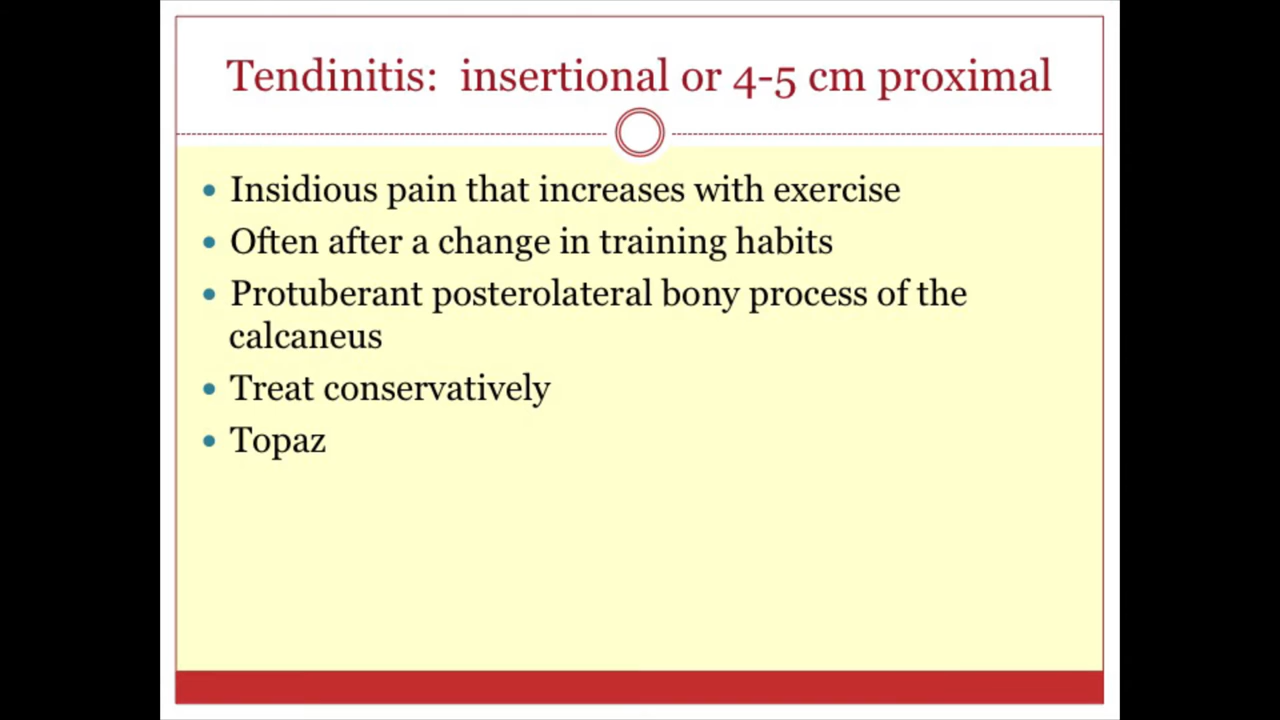 Tendinitis:  insertional or 4-5 cm proximal
• Insidious pain that increases with exercise
• Often after a change in training habits
• Protuberant posterolateral bony process of the
calcaneus
• Treat conservatively
• Topaz